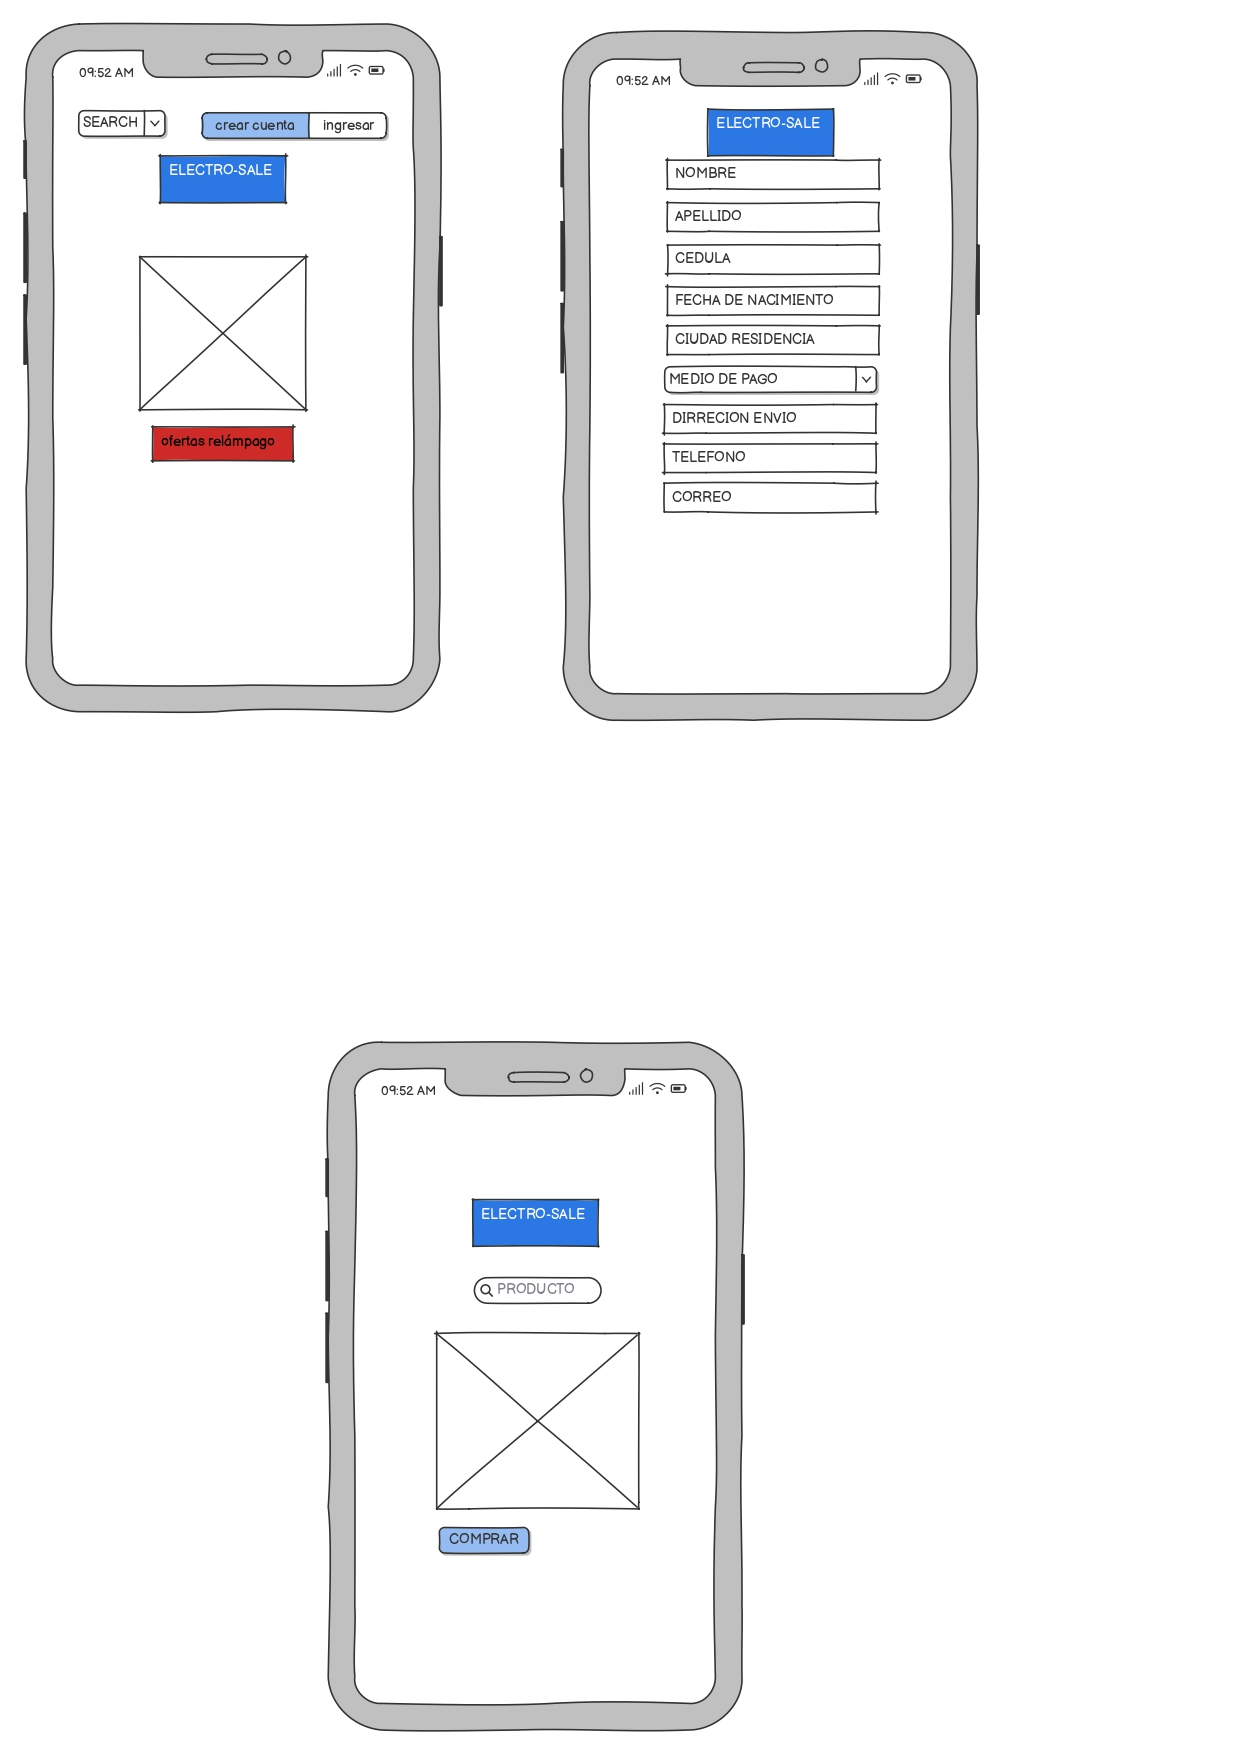 09:52 AM
SEARCH
crear cuenta
ingresar
ELECTRO-SALE
ofertas relámpago
09:52 AM
ELECTRO-SALE
NOMBRE
APELLIDO
CEDULA
FECHA DE NACIMIENTO
CIUDAD RESIDENCIA
MEDIO DE PAGO
DIRRECION ENVIO
TELEFONO
CORREO
09:52 AM
ELECTRO-SALE
PRODUCTO
COMPRAR